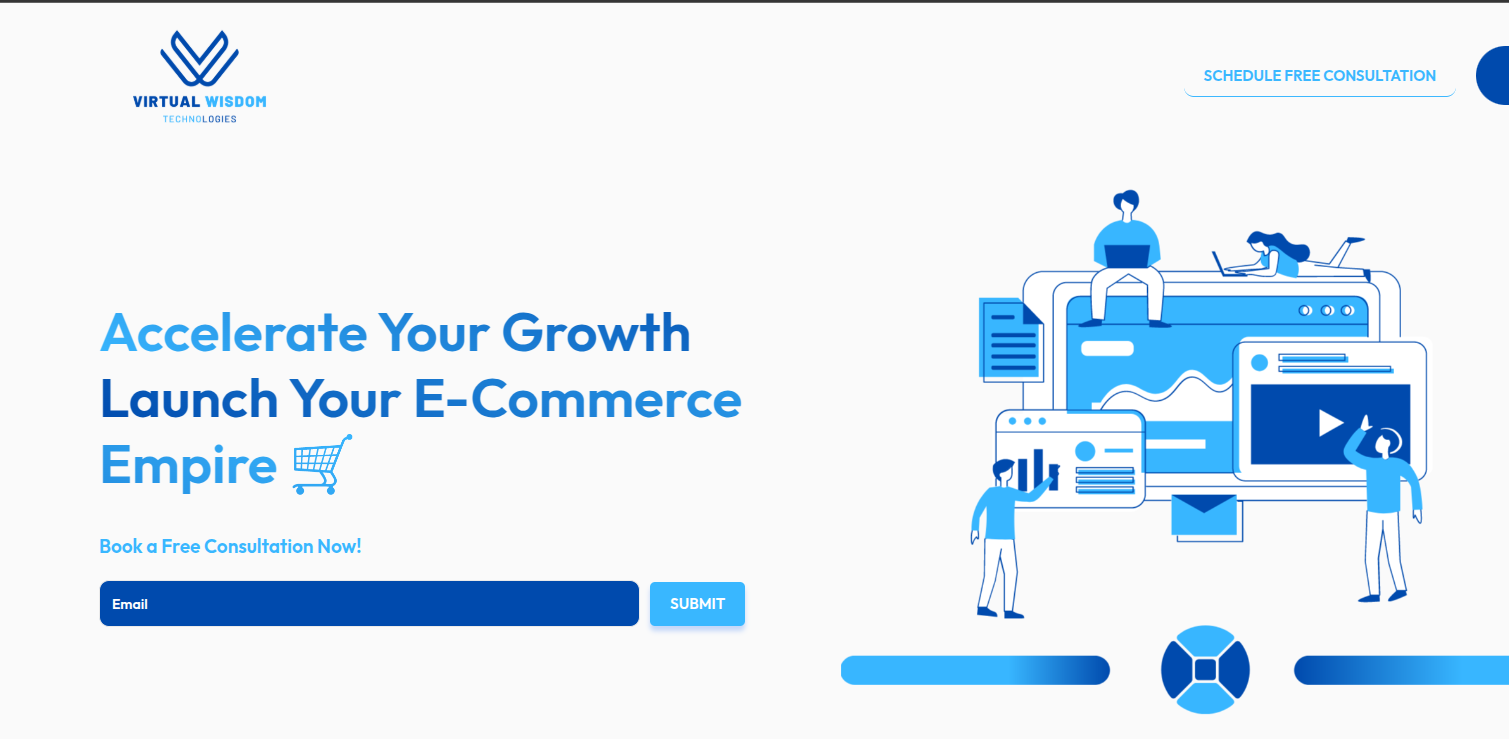 VIRTUAL WISDOM
TECHNOLOGIES
SCHEDULE FREE CONSULTATION
Accelerate Your Growth
Launch Your E-Commerce
Empire
Book a Free Consultation Now!
Email
SUBMIT